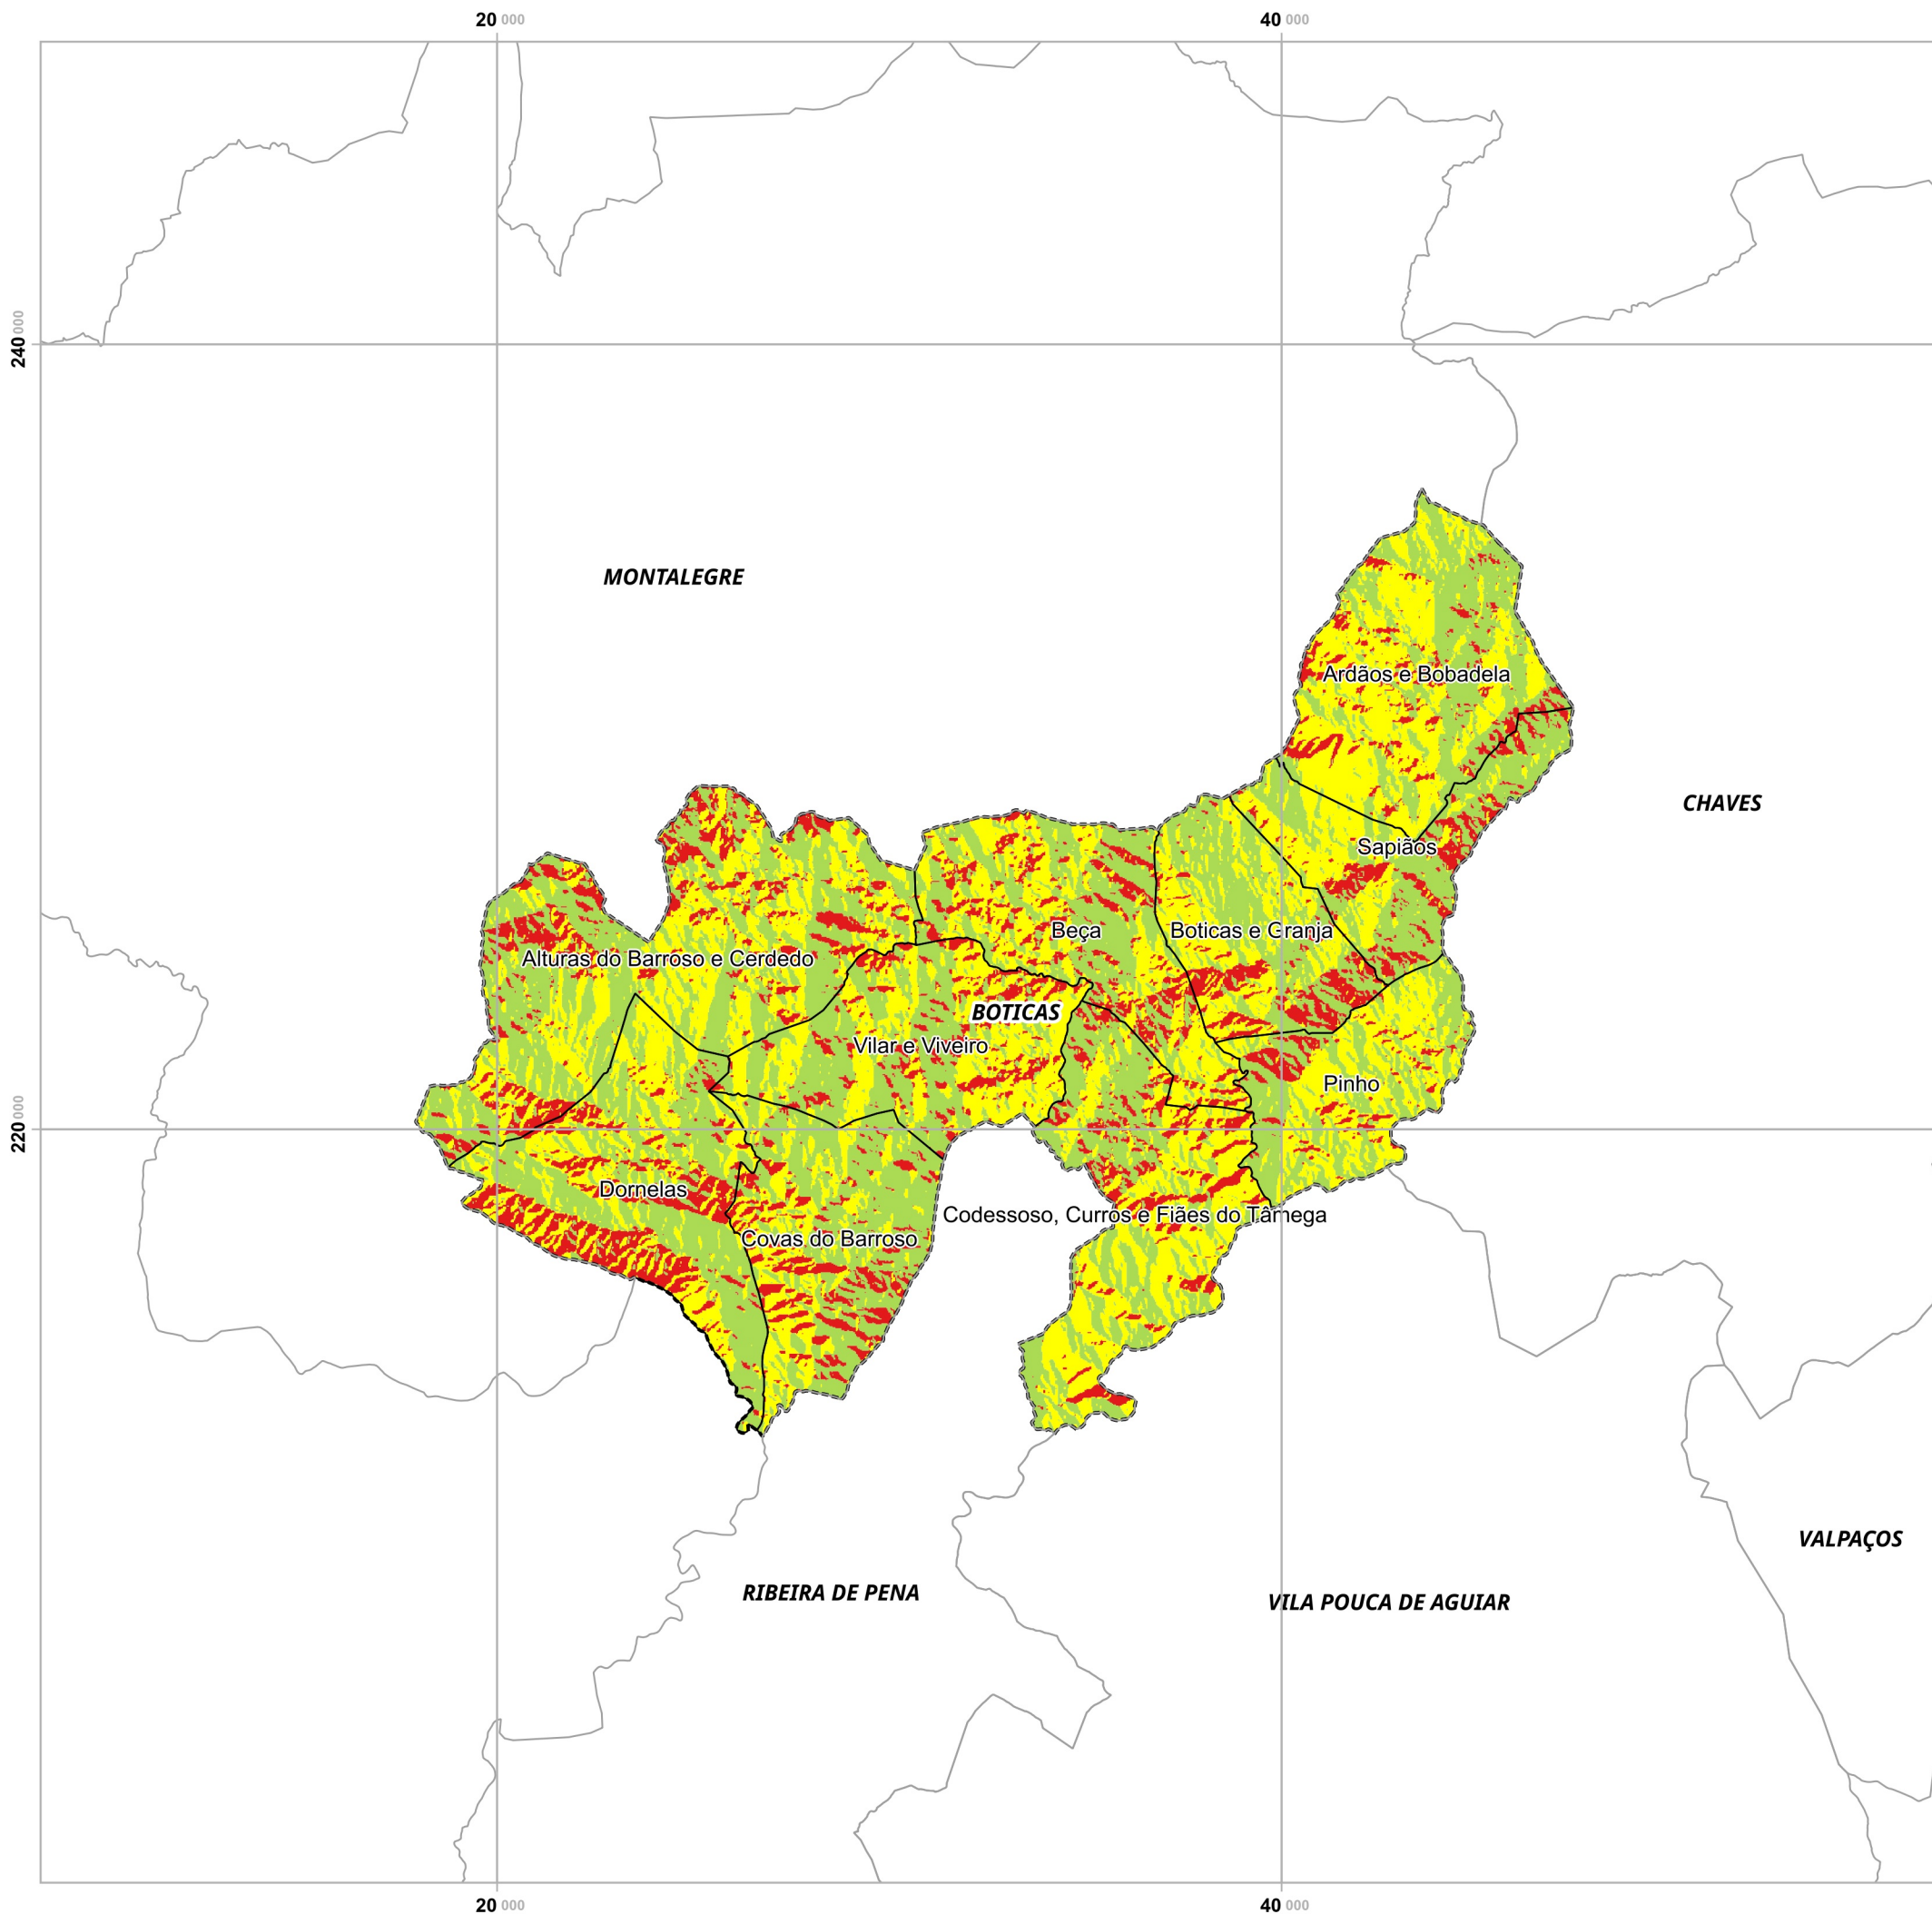 20 000
40 000
240 000
MONTALEGRE
Ardãos e Bobadela
CHAVES
Sapiãos
Beça
Boticas e Granja
Alturas do Barroso e Cerdedo
BOTICAS
Vilar e Viveiro
Pinho
220 000
Dornelas
Codessoso, Curros e Fiães do Tâmega
Covas do Barroso
VALPAÇOS
RIBEIRA DE PENA
VILA POUCA DE AGUIAR
20 000
40 000